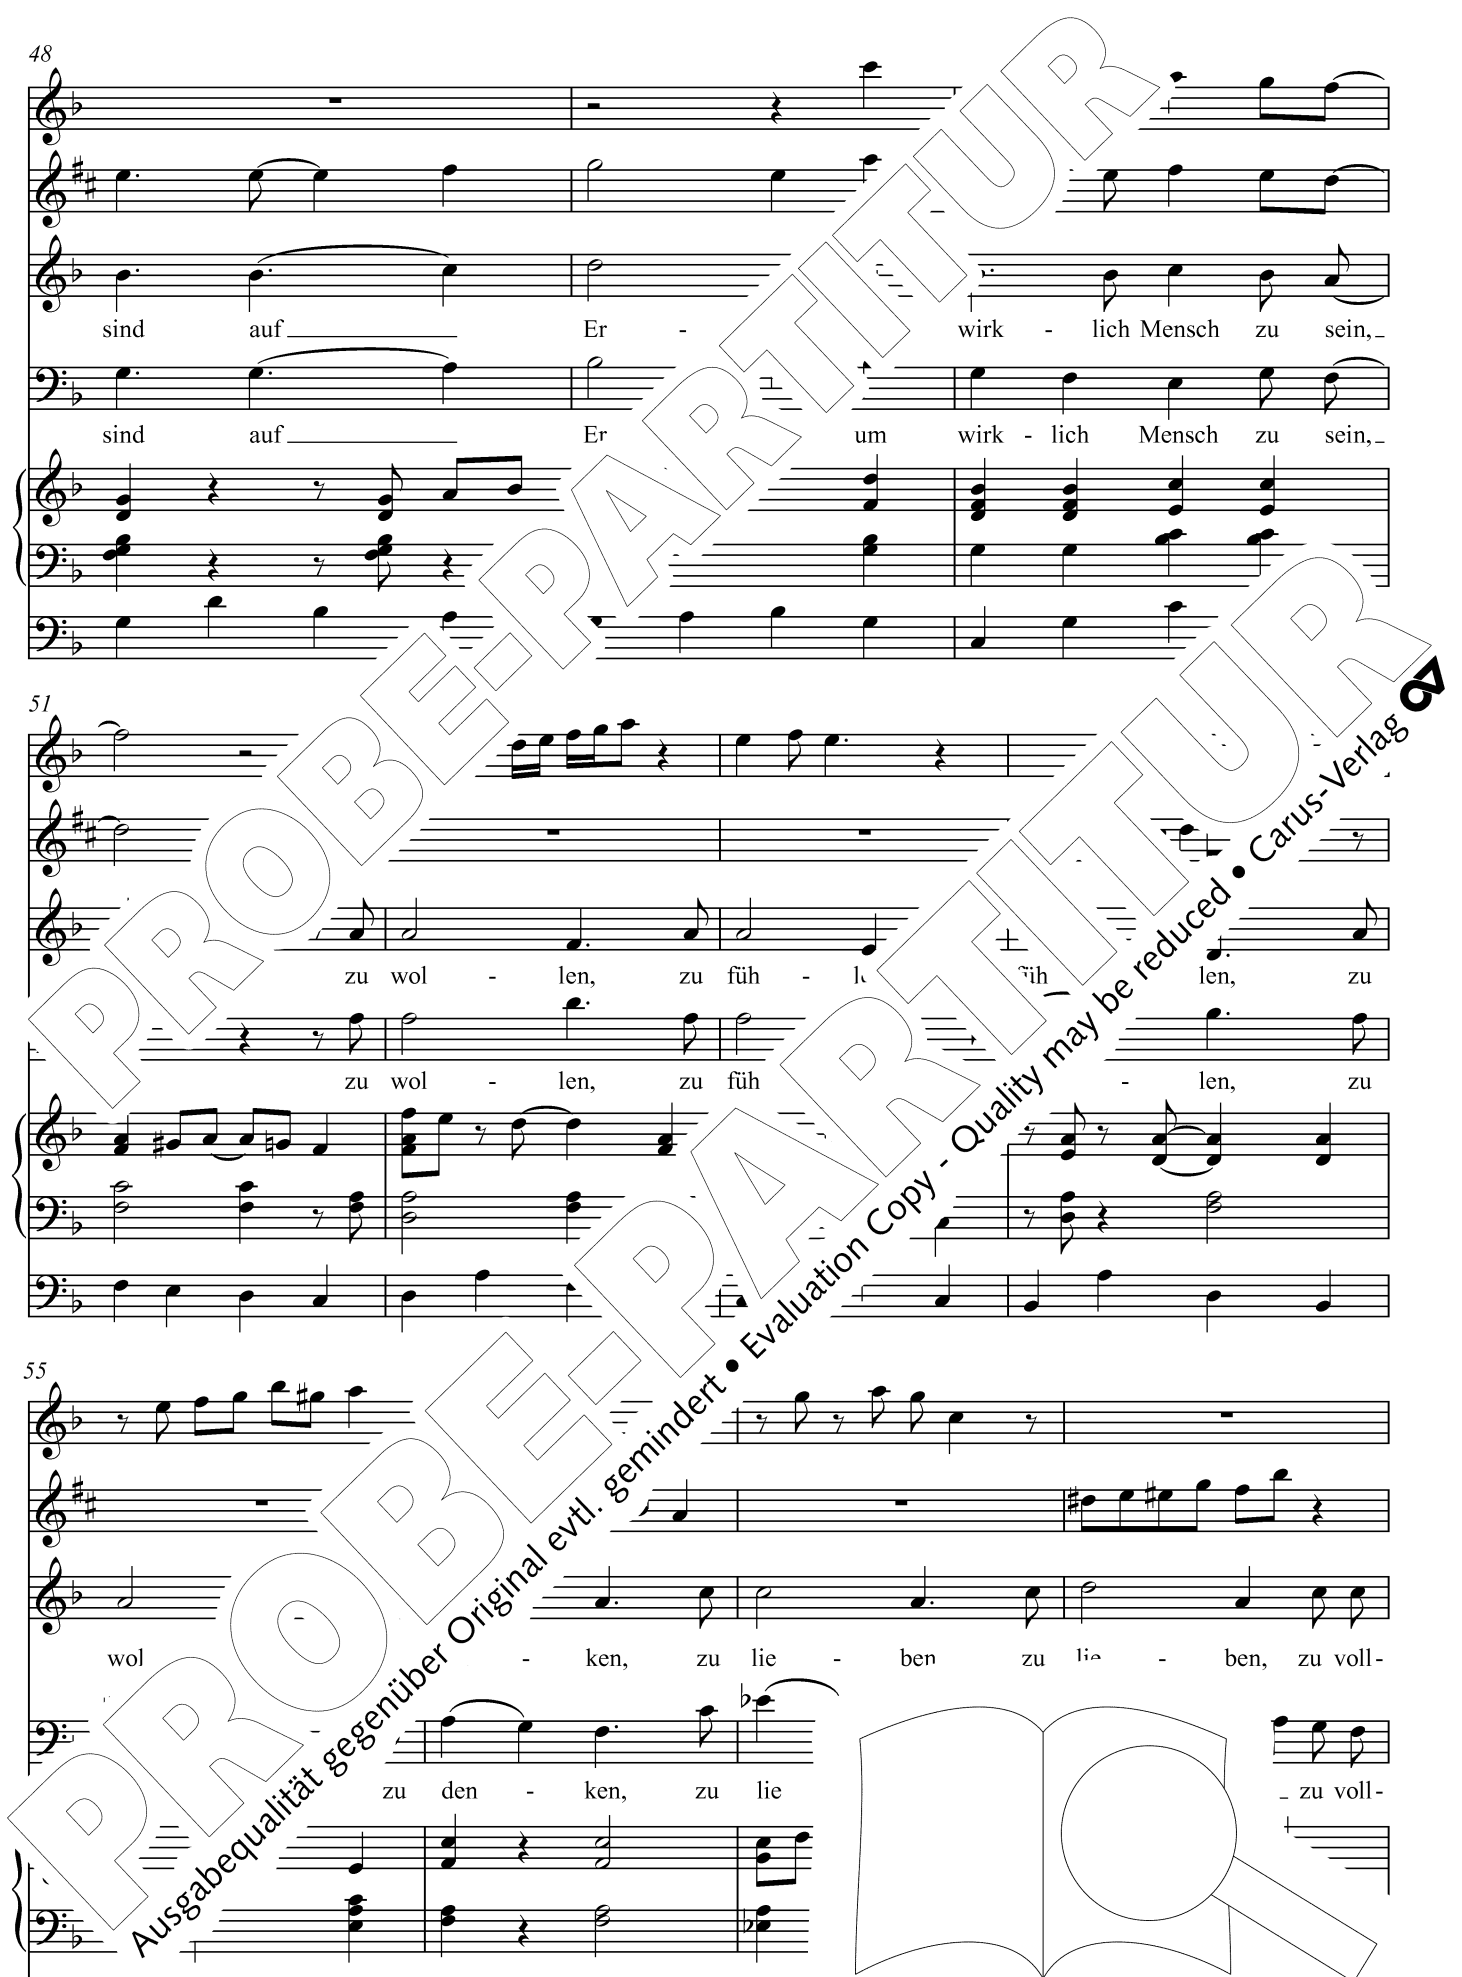 48
sind auf Er - wirk - lich Mensch zu sein,
sind auf Er um wirk - lich Mensch zu sein,
51
zu wol - len, zu füh - len, zu
zu wol - len, zu füh - len, zu
55
wol - ken, zu lie - ben zu lie - ben, zu voll-
zu den - ken, zu lie zu voll-
PROBE-PARTITUR
PROBE-PARTITUR
Ausgabequalität gegenüber Original evtl. gemindert • Evaluation Copy - Quality may be reduced • Carus-Verlag